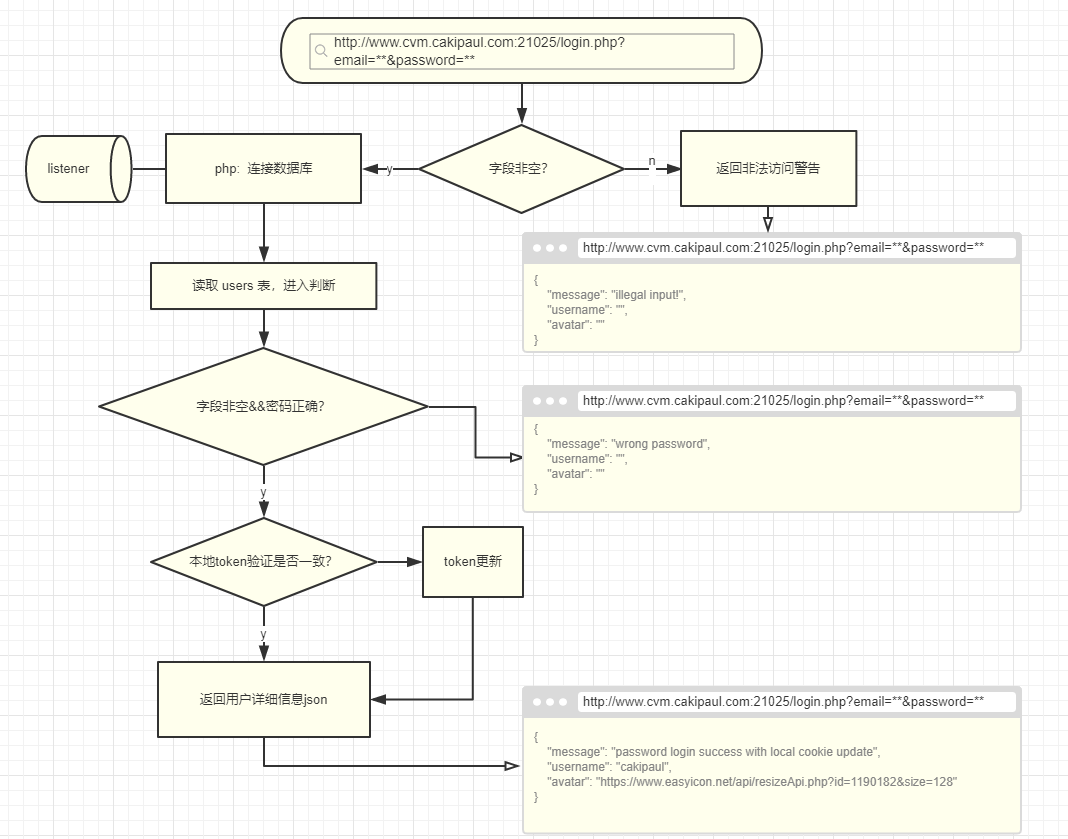 http://www.cvm.cakipaul.com:21025/login.php?
email=**&password=**
listener
php:  连接数据库
y
字段非空?
n
返回非法访问警告
读取 users 表，进入判断
http://www.cvm.cakipaul.com:21025/login.php?email=**&password=**
{
"message": "illegal input!",
"username": "",
"avatar": ""
}
字段非空&&密码正确?
http://www.cvm.cakipaul.com:21025/login.php?email=**&password=**
{
"message": "wrong password",
"username": "",
"avatar": ""
}
y
本地token验证是否一致?
token更新
y
返回用户详细信息json
http://www.cvm.cakipaul.com:21025/login.php?email=**&password=**
{
"message": "password login success with local cookie update",
"username": "cakipaul",
"avatar": "https://www.easyicon.net/api/resizeApi.php?id=1190182&size=128"
}